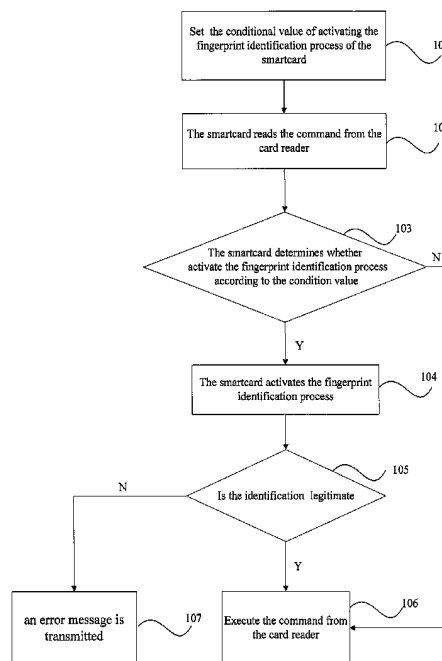 Set the conditional value of activating the
fingerprint identification process of the
smartcard
10
The smartcard reads the command from the
card reader
10
103
The smartcard determines whether
activate the fingerprint identification process
according to the condition value
N
Y
104
The smartcard activates the fingerprint
identification process
105
Is the identification legitimate
N
Y
106
Execute the command from
the card reader
107
an error message is
transmitted